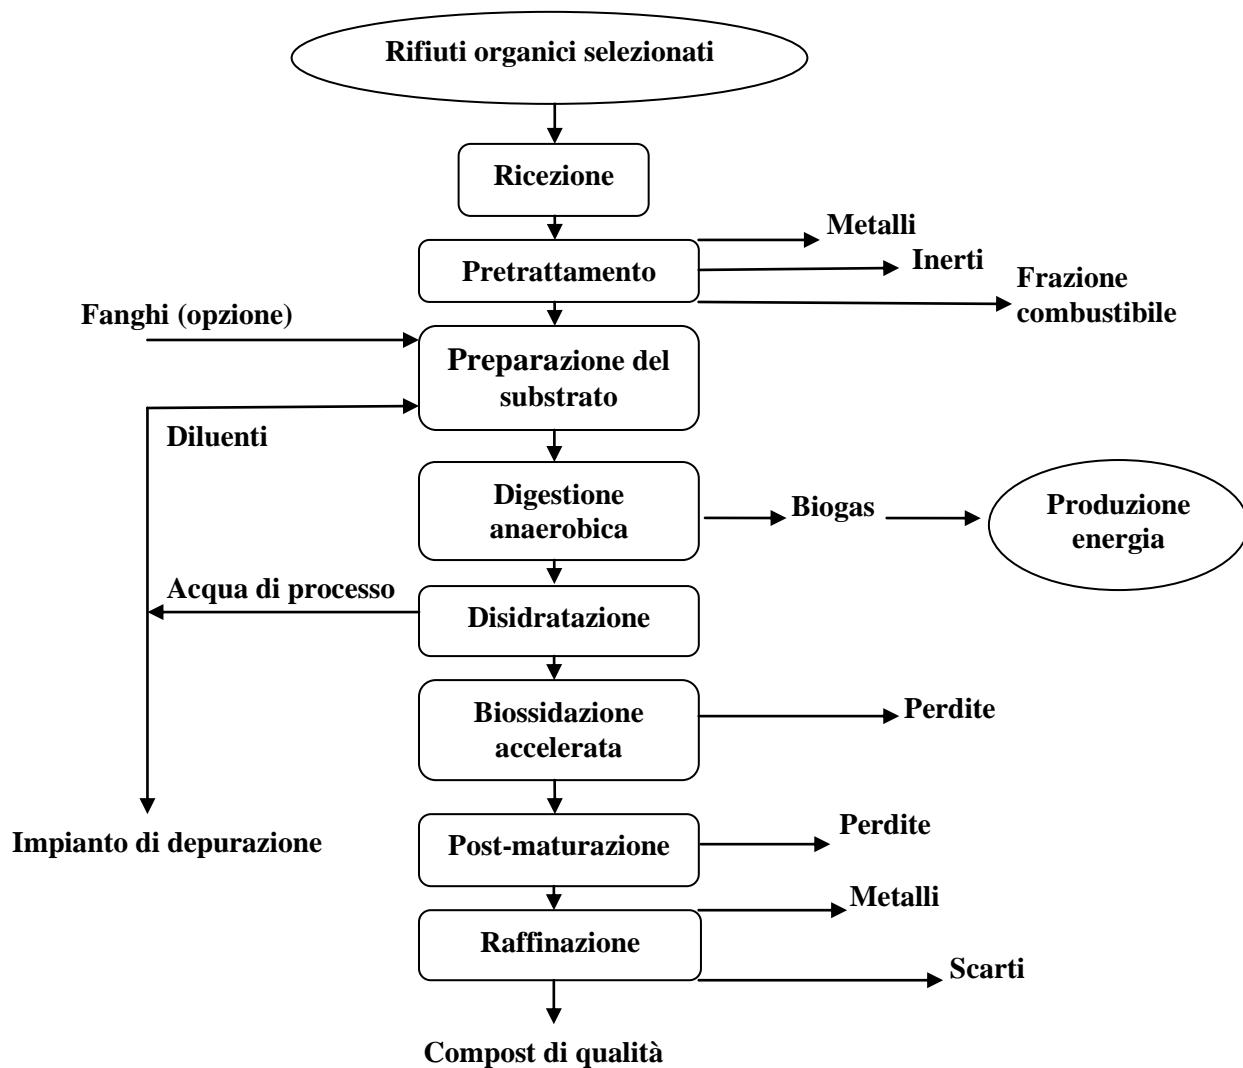 Rifiuti organici selezionati
Ricezione
Metalli
Pretrattamento
Inerti
Frazione
combustibile
Fanghi (opzione)
Preparazione del
substrato
Diluenti
Digestione
anaerobica
Biogas
Produzione
energia
Acqua di processo
Disidratazione
Biossidazione
accelerata
Perdite
Impianto di depurazione
Post-maturazione
Perdite
Metalli
Raffinazione
Scarti
Compost di qualità